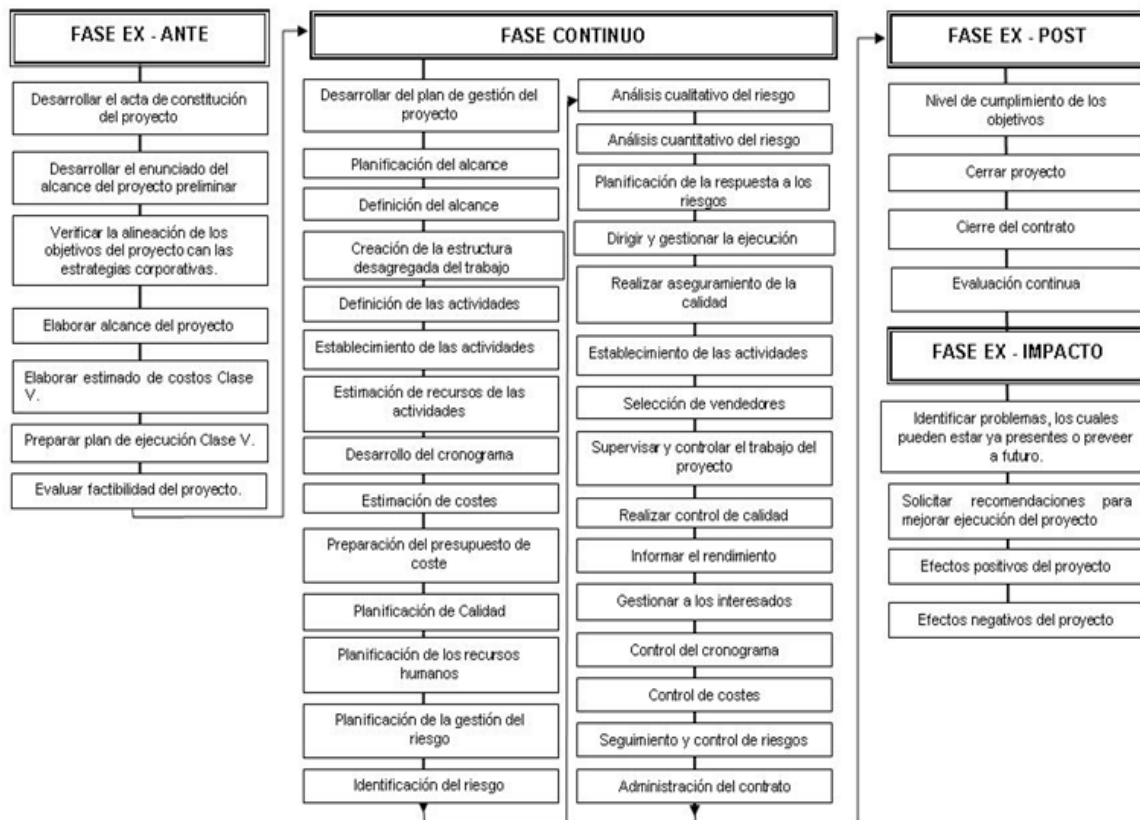 FASE EX - ANTE
Desarrollar el acta de constitución
del proyecto
Desarrollar el enunciado del
alcance del proyecto preliminar
Verificar la alineación de los
objetivos del proyecto can las
estrategias corporativas.
Elaborar alcance del proyecto
Elaborar estimado de costos Clase
V.
Preparar plan de ejecución Clase V.
Evaluar factibilidad del proyecto.
FASE CONTINUO
Desarrollar del plan de gestión del
proyecto
Planificación del alcance
Definición del alcance
Creación de la estructura
desagregada del trabajo
Definición de las actividades
Establecimiento de las actividades
Estimación de recursos de las
actividades
Desarrollo del cronograma
Estimación de costes
Preparación del presupuesto de
coste
Planificación de Calidad
Planificación de los recursos
humanos
Planificación de la gestión del
riesgo
Identificación del riesgo
Análisis cualitativo del riesgo
Análisis cuantitativo del riesgo
Planificación de la respuesta a los
riesgos
Dirigir y gestionar la ejecución
Realizar aseguramiento de la
calidad
Establecimiento de las actividades
Selección de vendedores
Supervisar y controlar el trabajo del
proyecto
Realizar control de calidad
Informar el rendimiento
Gestionar a los interesados
Control del cronograma
Control de costes
Seguimiento y control de riesgos
Administración del contrato
FASE EX - POST
Nivel de cumplimiento de los
objetivos
Cerrar proyecto
Cierre del contrato
Evaluación continua
FASE EX - IMPACTO
Identificar problemas, los cuales
pueden estar ya presentes o preveer
a futuro.
Solicitar recomendaciones para
mejorar ejecución del proyecto
Efectos positivos del proyecto
Efectos negativos del proyecto